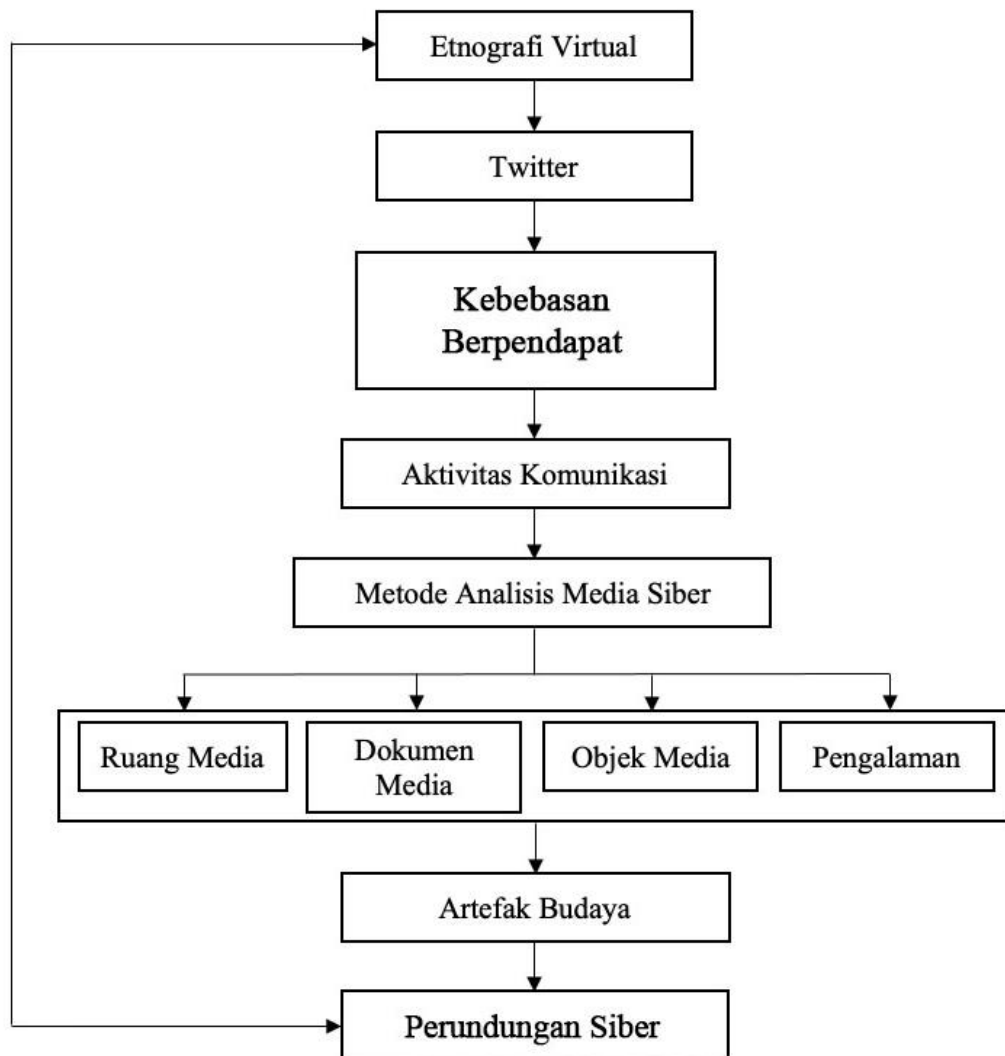 Etnografi Virtual
Twitter
Kebebasan
Berpendapat
Aktivitas Komunikasi
Metode Analisis Media Siber
Ruang Media
Dokumen
Media
Objek Media
Pengalaman
Artefak Budaya
Perundungan Siber